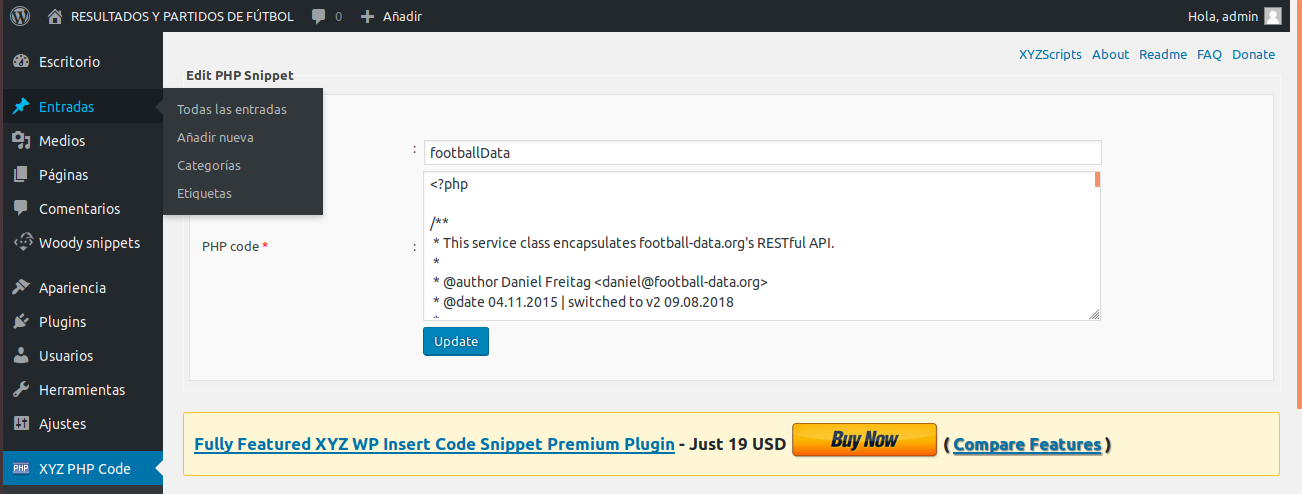 RESULTADOS Y PARTIDOS DE FÚTBOL 0 Añadir Hola, admin
XYZScripts About Readme FAQ Donate
Escritorio
Entradas
Medios
Páginas
Comentarios
Woody snippets
Apariencia
Plugins
Usuarios
Herramientas
Ajustes
PHP XYZ PHP Code
Todas las entradas
Añadir nueva
Categorías
Etiquetas
Edit PHP Snippet
: footballData
PHP code * :
<?php
/**
* This service class encapsulates football-data.org's RESTful API.
*
* @author Daniel Freitag <daniel@football-data.org>
* @date 04.11.2015 | switched to v2 09.08.2018
*
Update
Fully Featured XYZ WP Insert Code Snippet Premium Plugin - Just 19 USD Buy Now ( Compare Features )